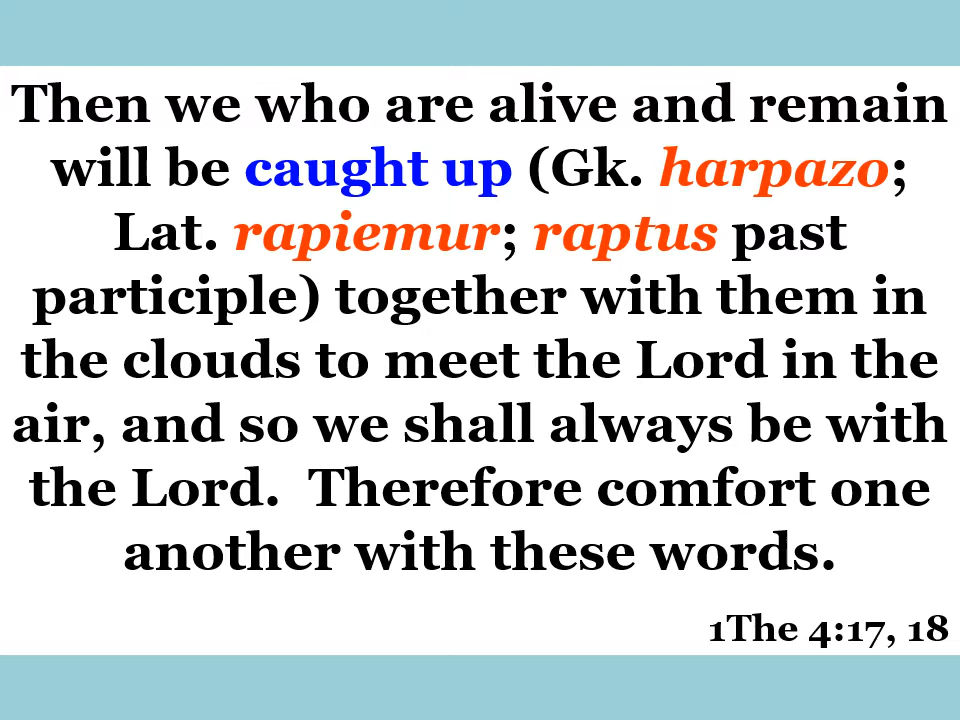 Then we who are alive and remain
will be caught up (Gk. harpazo;
Lat. rapiemur; raptus past
participle) together with them in
the clouds to meet the Lord in the
air, and so we shall always be with
the Lord.  Therefore comfort one
another with these words.
1The 4:17, 18